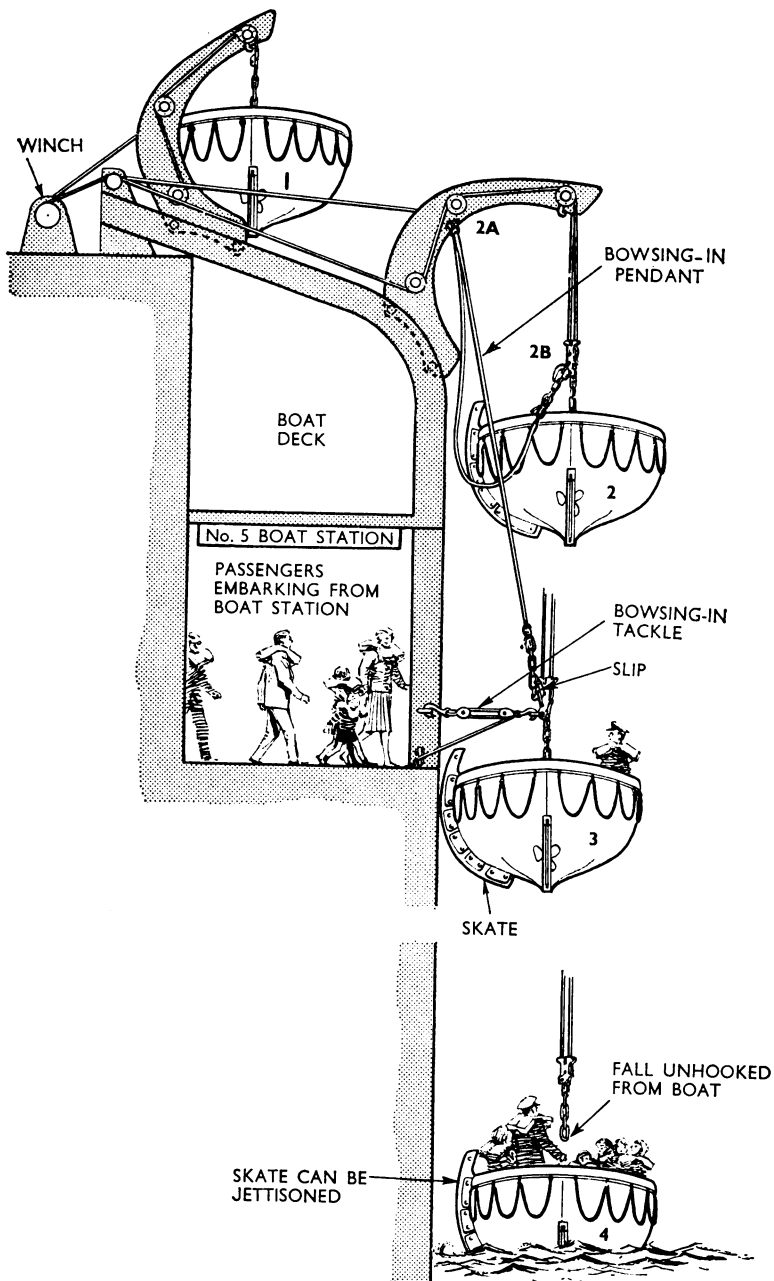 WINCH
1
2A
BOWSING-IN
PENDANT
2B
BOAT
DECK
2
No. 5 BOAT STATION
PASSENGERS
EMBARKING FROM
BOAT STATION
BOWSING-IN
TACKLE
SLIP
3
SKATE
FALL UNHOOKED
FROM BOAT
SKATE CAN BE
JETTISONED
4